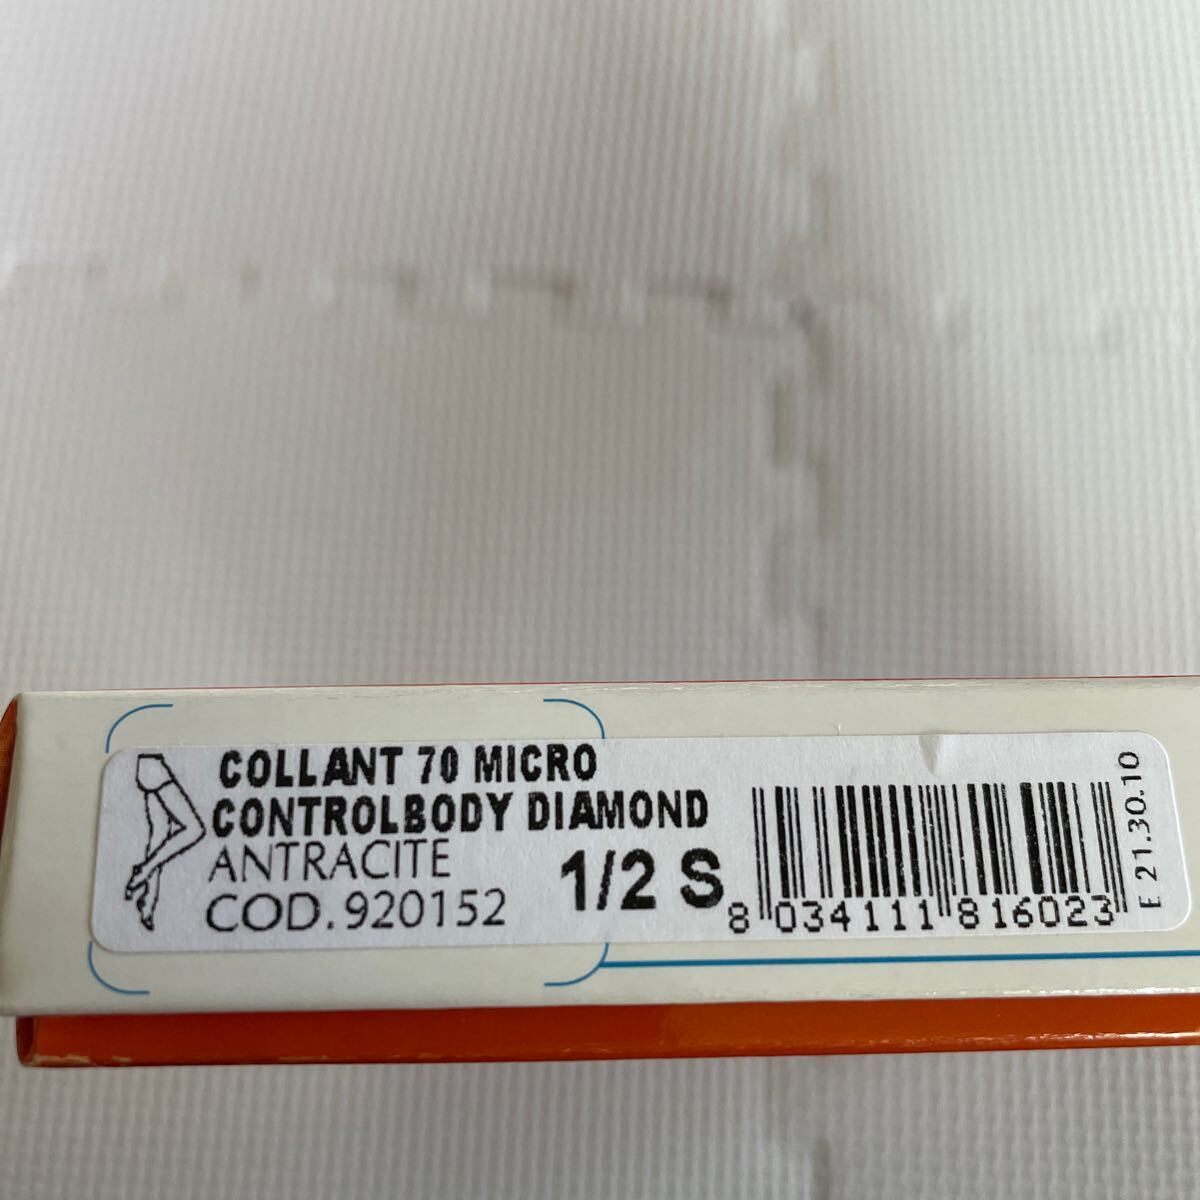 COLLANT 70 MICRO
CONTROLBODY DIAMOND
ANTRACITE
COD. 920152
1/2 S
8 034111 816023
E 21.30.10